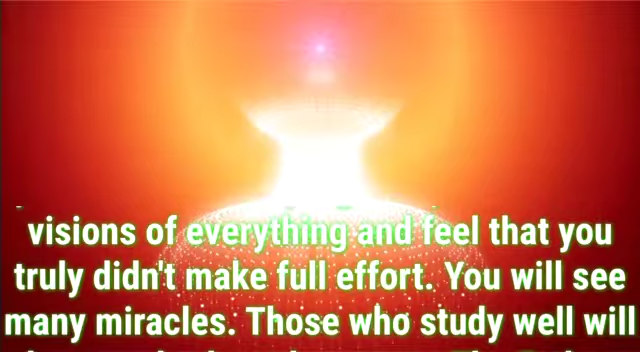 visions of everything and feel that you
truly didn't make full effort. You will see
many miracles. Those who study well will